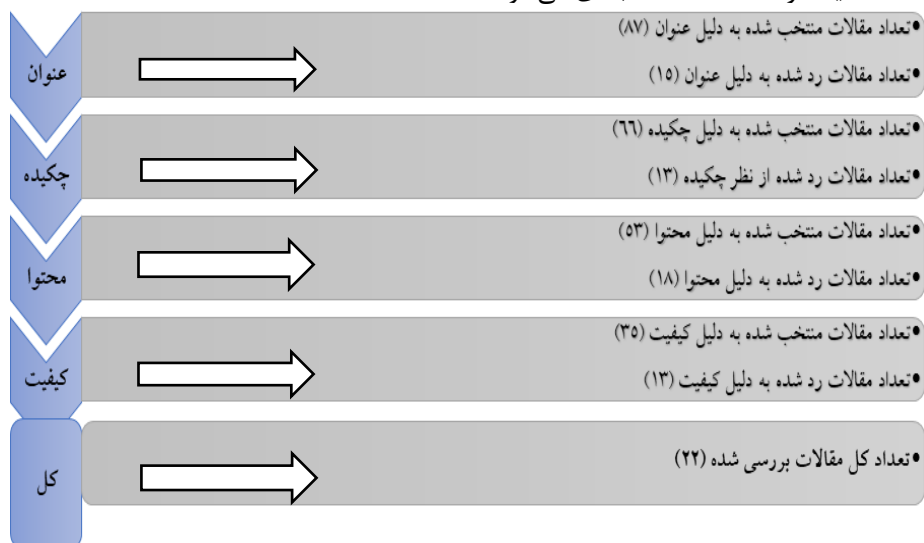 •تعداد مقالات منتخب شده به دلیل عنوان (۸۷)
•تعداد مقالات رد شده به دلیل عنوان (۱۵)
عنوان
•تعداد مقالات منتخب شده به دلیل چکیده (٦٦)
•تعداد مقالات رد شده از نظر چکیده (۱۳)
چکیده
•تعداد مقالات منتخب شده به دلیل محتوا (۵۳)
•تعداد مقالات رد شده به دلیل محتوا (۱۸)
محتوا
•تعداد مقالات منتخب شده به دلیل کیفیت (۳۵)
•تعداد مقالات رد شده به دلیل کیفیت (۱۳)
کیفیت
•تعداد کل مقالات بررسی شده (۲۲)
کل